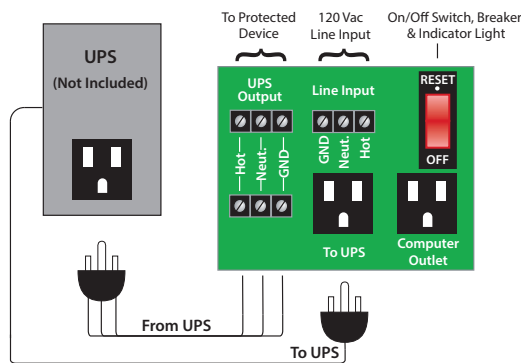 To Protected
Device
120 Vac
Line Input
On/Off Switch, Breaker
& Indicator Light
UPS
(Not Included)
UPS
Output
Line Input
RESET
OFF
Hot
Neut.
GND
GND
Neut.
Hot
To UPS
Computer
Outlet
From UPS
To UPS